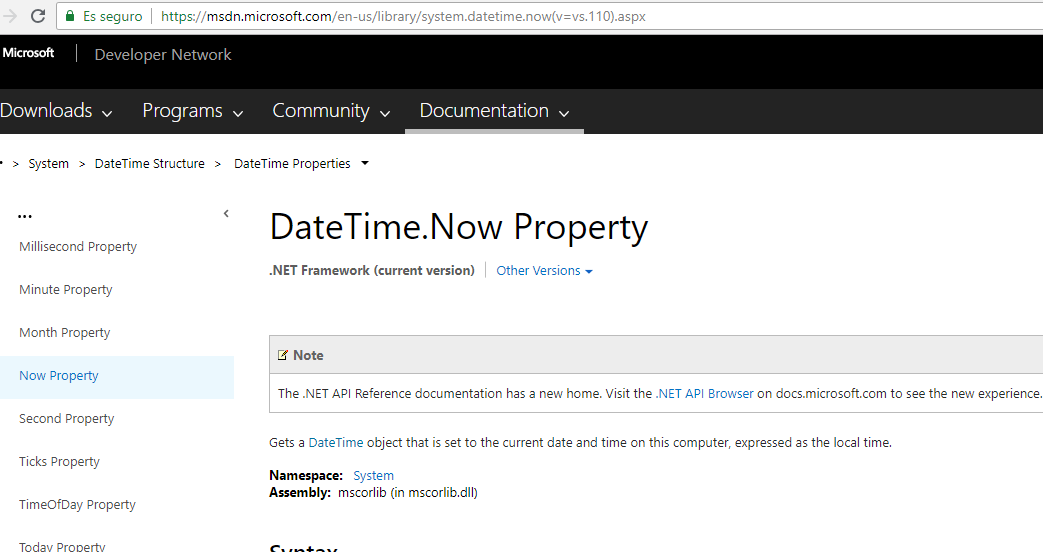 Es seguro https://msdn.microsoft.com/en-us/library/system.datetime.now(v=vs.110).aspx
Microsoft Developer Network
Downloads Programs Community Documentation
> System > DateTime Structure > DateTime Properties
...
Millisecond Property
Minute Property
Month Property
Now Property
Second Property
Ticks Property
TimeOfDay Property
Today Property
DateTime.Now Property
.NET Framework (current version) Other Versions
Note
The .NET API Reference documentation has a new home. Visit the .NET API Browser on docs.microsoft.com to see the new experience.
Gets a DateTime object that is set to the current date and time on this computer, expressed as the local time.
Namespace: System
Assembly: mscorlib (in mscorlib.dll)
Syntax